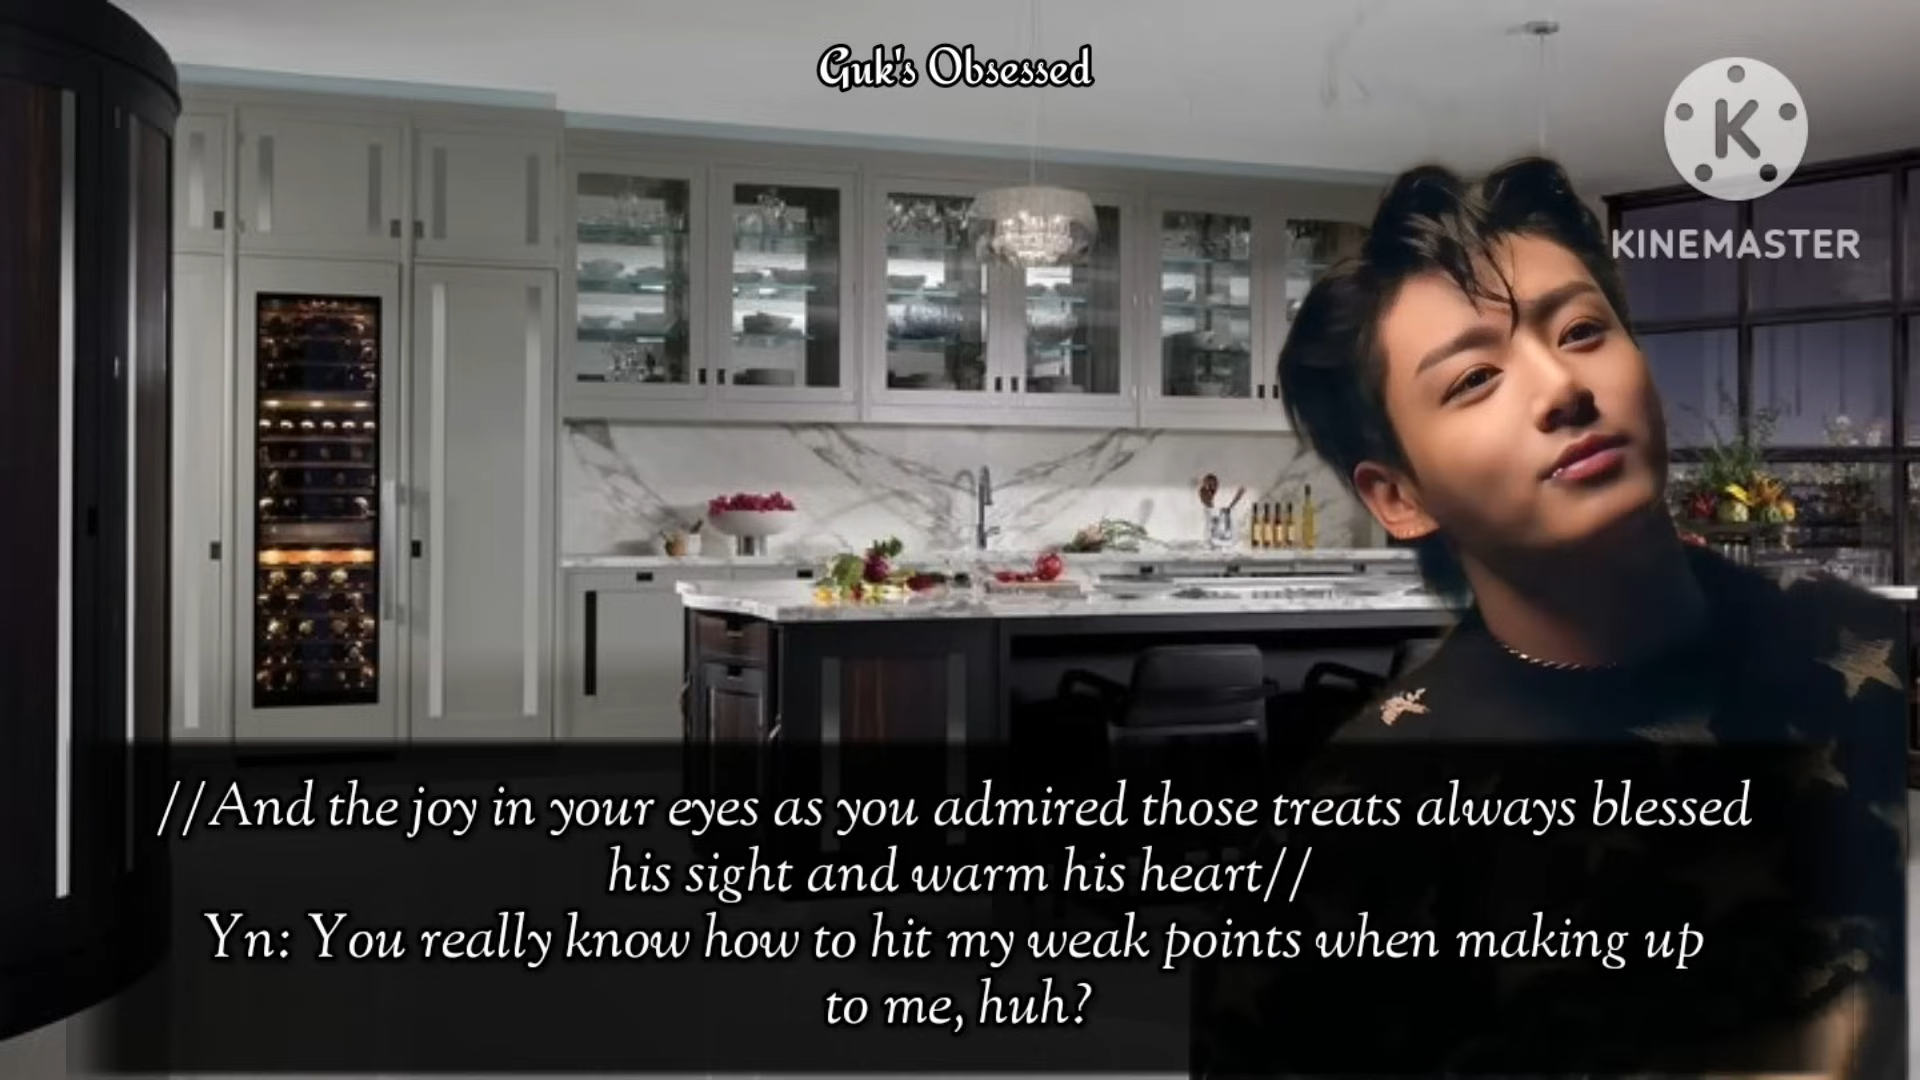 Guk's Obsessed
K
KINEMASTER
//And the joy in your eyes as you admired those treats always blessed
his sight and warm his heart//
Yn: You really know how to hit my weak points when making up
to me, huh?